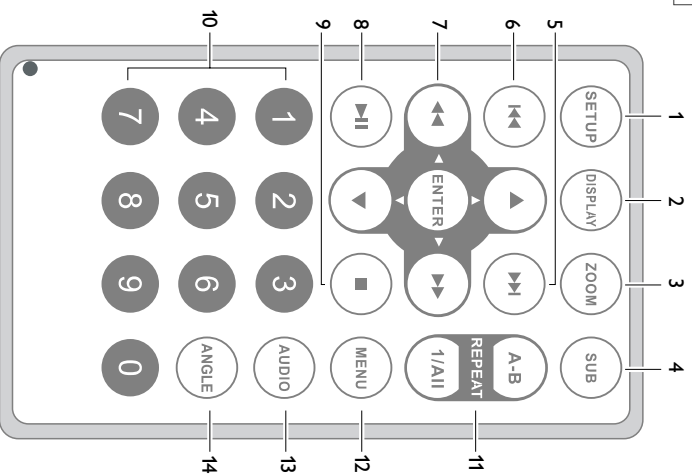 1 2 3 4
SETUP DISPLAY ZOOM SUB
5
6
A-B
REPEAT 11
7 ENTER 1/All
8 MENU 12
9
1 2 3 AUDIO 13
10 4 5 6 ANGLE 14
7 8 9 0